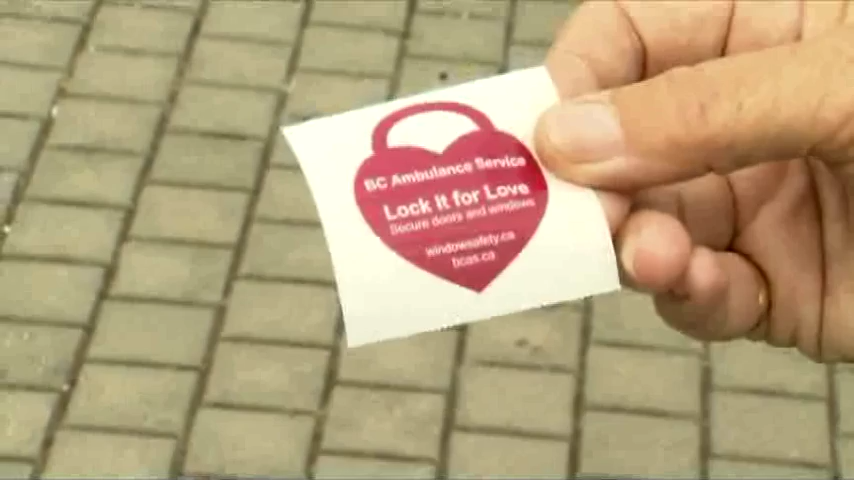 BC Ambulance Service
Lock It for Love
Secure doors and windows
windowsafety.ca
bcas.ca